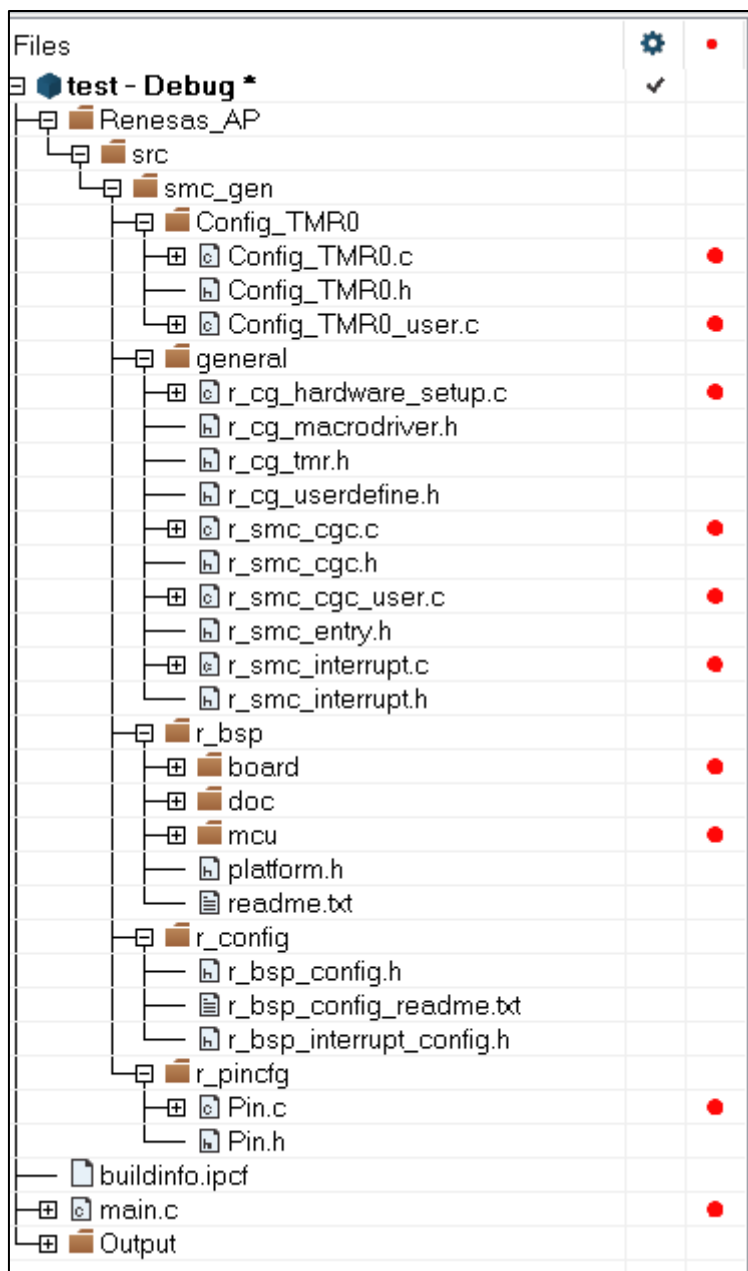 Files
test - Debug *
Renesas_AP
src
smc_gen
Config_TMR0
Config_TMR0.c
Config_TMR0.h
Config_TMR0_user.c
general
r_cg_hardware_setup.c
r_cg_macrodriver.h
r_cg_tmr.h
r_cg_userdefine.h
r_smc_cgc.c
r_smc_cgc.h
r_smc_cgc_user.c
r_smc_entry.h
r_smc_interrupt.c
r_smc_interrupt.h
r_bsp
board
doc
mcu
platform.h
readme.txt
r_config
r_bsp_config.h
r_bsp_config_readme.txt
r_bsp_interrupt_config.h
r_pincfg
Pin.c
Pin.h
buildinfo.ipcf
main.c
Output